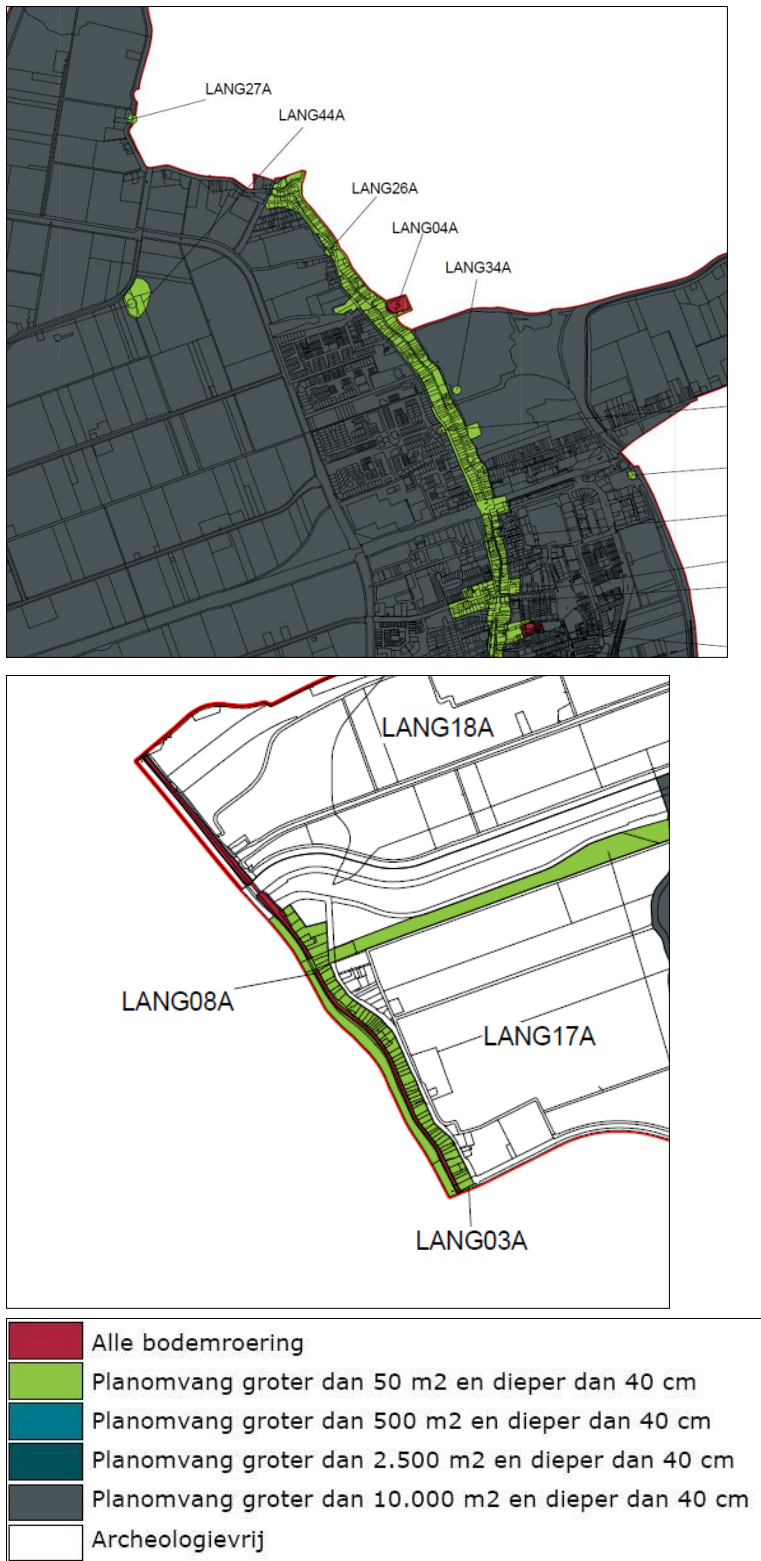 LANG27A
LANG44A
LANG26A
LANG04A
LANG34A
LANG18A
LANG08A
LANG17A
LANG03A
Alle bodemroering
Planomvang groter dan 50 m2 en dieper dan 40 cm
Planomvang groter dan 500 m2 en dieper dan 40 cm
Planomvang groter dan 2.500 m2 en dieper dan 40 cm
Planomvang groter dan 10.000 m2 en dieper dan 40 cm
Archeologievrij